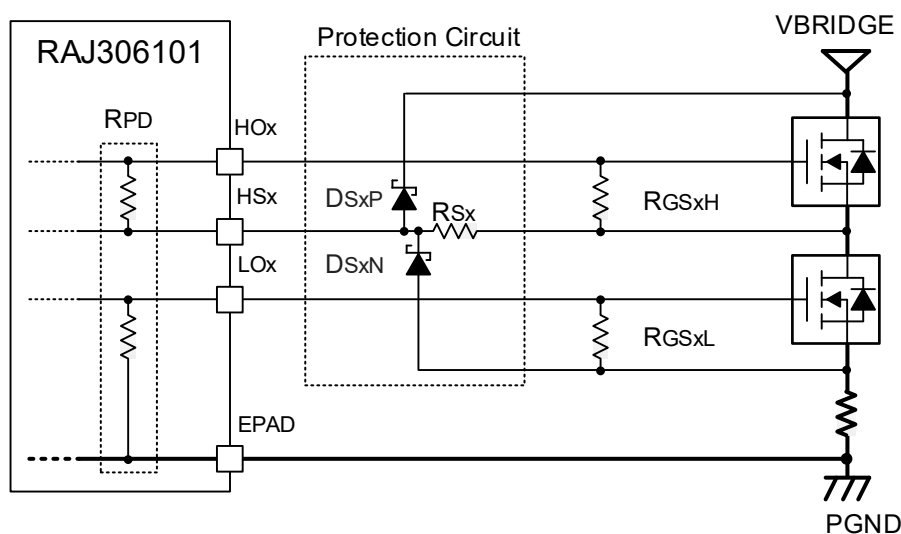 VBRIDGE
Protection Circuit
RAJ306101
RPD
HOx
HSx
DSxP
RSx
RGSxH
LOx
DSxN
RGSxL
EPAD
PGND